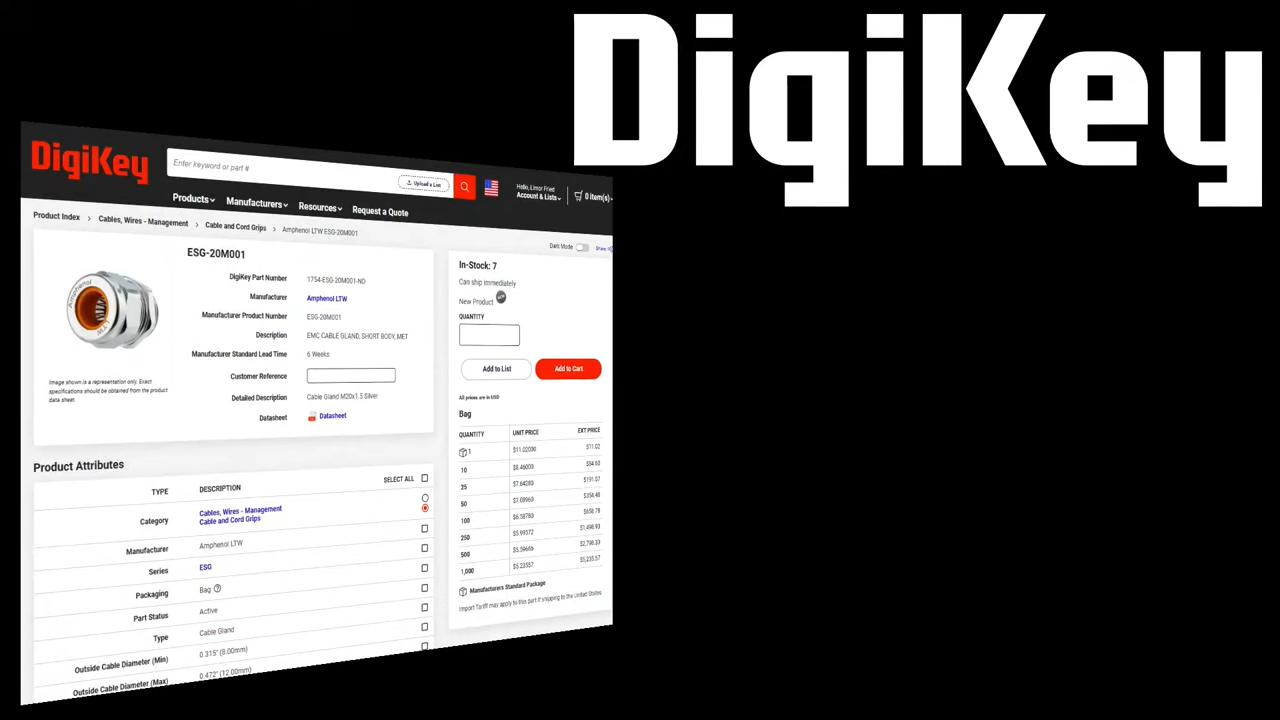 DigiKey
DigiKey
Enter keyword or part #
Upload a List
Hello, Limor Fried
Account & Lists
0 item(s)
Products
Manufacturers
Resources
Request a Quote
Product Index > Cables, Wires - Management > Cable and Cord Grips > Amphenol LTW ESG-20M001
Dark Mode
Share
ESG-20M001
DigiKey Part Number 1754-ESG-20M001-ND
Manufacturer Amphenol LTW
Manufacturer Product Number ESG-20M001
Description EMC CABLE GLAND, SHORT BODY, MET
Manufacturer Standard Lead Time 6 Weeks
Customer Reference
Detailed Description Cable Gland M20x1.5 Silver
Datasheet Datasheet
Amphenol
LTW
Image shown is a representation only. Exact
specifications should be obtained from the product
data sheet.
In-Stock: 7
Can ship immediately
New Product
QUANTITY
Add to List
Add to Cart
All prices are in USD
Bag
QUANTITY UNIT PRICE EXT PRICE
1 $11.02000 $11.02
10 $8.46000 $84.60
25 $7.64280 $191.07
50 $7.08960 $354.48
100 $6.58780 $658.78
250 $5.99572 $1,498.93
500 $5.59666 $2,798.33
1,000 $5.23557 $5,235.57
Manufacturers Standard Package
Import Tariff may apply to this part if shipping to the United States
Product Attributes
TYPE DESCRIPTION SELECT ALL
Category Cables, Wires - Management
Cable and Cord Grips
Manufacturer Amphenol LTW
Series ESG
Packaging Bag
Part Status Active
Type Cable Gland
Outside Cable Diameter (Min) 0.315" (8.00mm)
Outside Cable Diameter (Max) 0.472" (12.00mm)